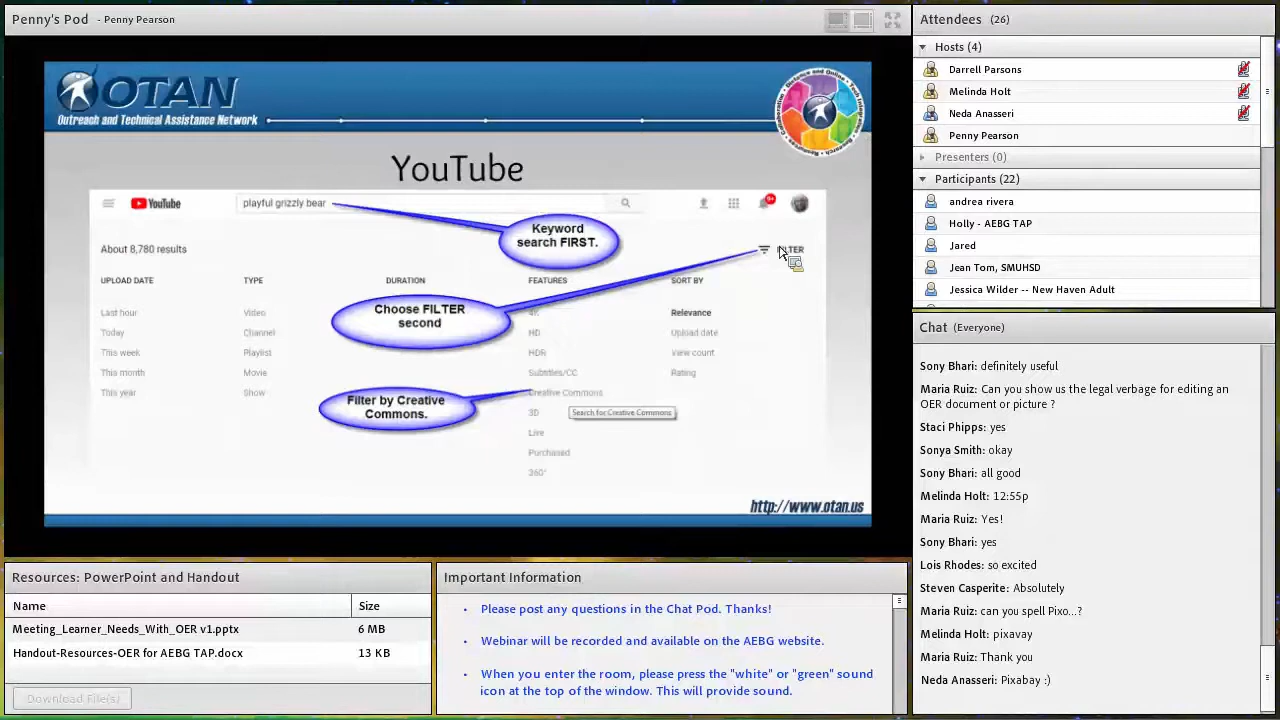 Penny's Pod - Penny Pearson
OTAN
Outreach and Technical Assistance Network
YouTube
YouTube
playful grizzly bear
9+
Keyword
search FIRST.
About 8,780 results
FILTER
UPLOAD DATE TYPE DURATION FEATURES SORT BY
Choose FILTER
second
Last hour Video 4K Relevance
Today Channel HD Upload date
This week Playlist HDR View count
This month Movie Subtitles/CC Rating
This year Show Creative Commons
Filter by Creative
Commons.
3D Search for Creative Commons
Live
Purchased
360°
http://www.otan.us
Attendees (26)
Hosts (4)
Darrell Parsons
Melinda Holt
Neda Anasseri
Penny Pearson
Presenters (0)
Participants (22)
andrea rivera
Holly - AEBG TAP
Jared
Jean Tom, SMUHSD
Jessica Wilder -- New Haven Adult
Chat (Everyone)
Sony Bhari: definitely useful
Maria Ruiz: Can you show us the legal verbage for editing an
OER document or picture ?
Staci Phipps: yes
Sonya Smith: okay
Sony Bhari: all good
Melinda Holt: 12:55p
Maria Ruiz: Yes!
Sony Bhari: yes
Lois Rhodes: so excited
Steven Casperite: Absolutely
Maria Ruiz: can you spell Pixo...?
Melinda Holt: pixavay
Maria Ruiz: Thank you
Neda Anasseri: Pixabay :)
Resources: PowerPoint and Handout
Name Size
Meeting_Learner_Needs_With_OER v1.pptx 6 MB
Handout-Resources-OER for AEBG TAP.docx 13 KB
Download File(s)
Important Information
• Please post any questions in the Chat Pod. Thanks!
• Webinar will be recorded and available on the AEBG website.
• When you enter the room, please press the "white" or "green" sound
icon at the top of the window. This will provide sound.